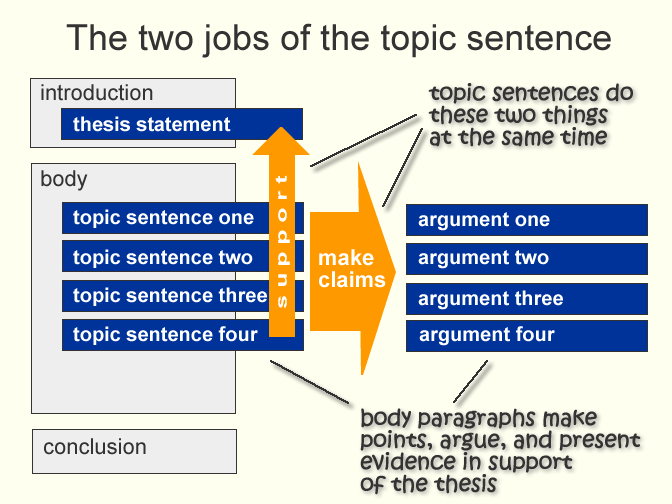 The two jobs of the topic sentence
introduction
thesis statement
topic sentences do
these two things
at the same time
body
support
topic sentence one
topic sentence two
topic sentence three
topic sentence four
make
claims
argument one
argument two
argument three
argument four
body paragraphs make
points, argue, and present
evidence in support
of the thesis
conclusion